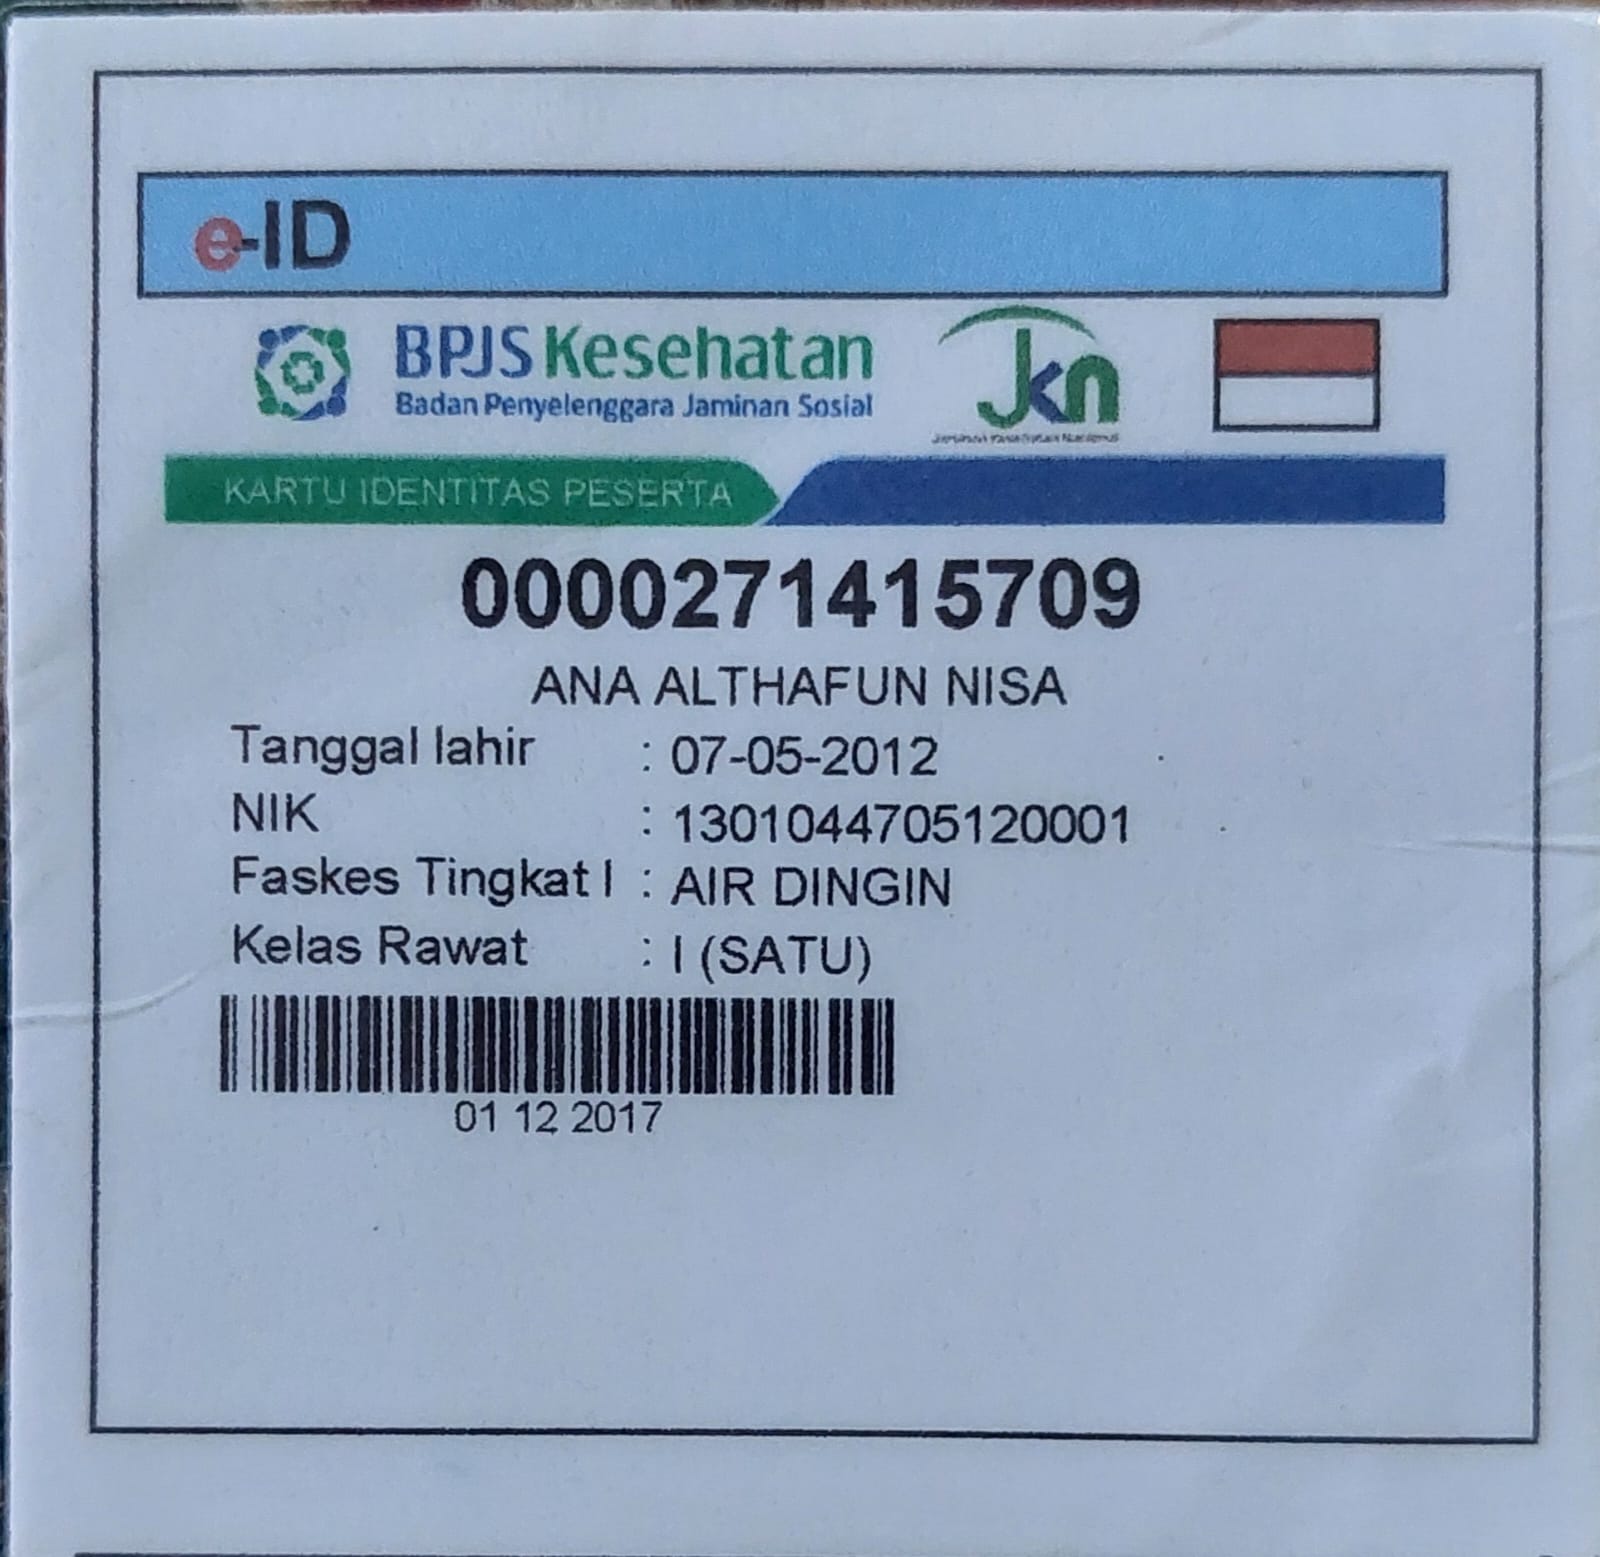 e-ID
BPJS Kesehatan
Badan Penyelenggara Jaminan Sosial
Jkn
KARTU IDENTITAS PESERTA
0000271415709
ANA ALTHAFUN NISA
Tanggal lahir : 07-05-2012
NIK : 1301044705120001
Faskes Tingkat I : AIR DINGIN
Kelas Rawat : I (SATU)
01 12 2017